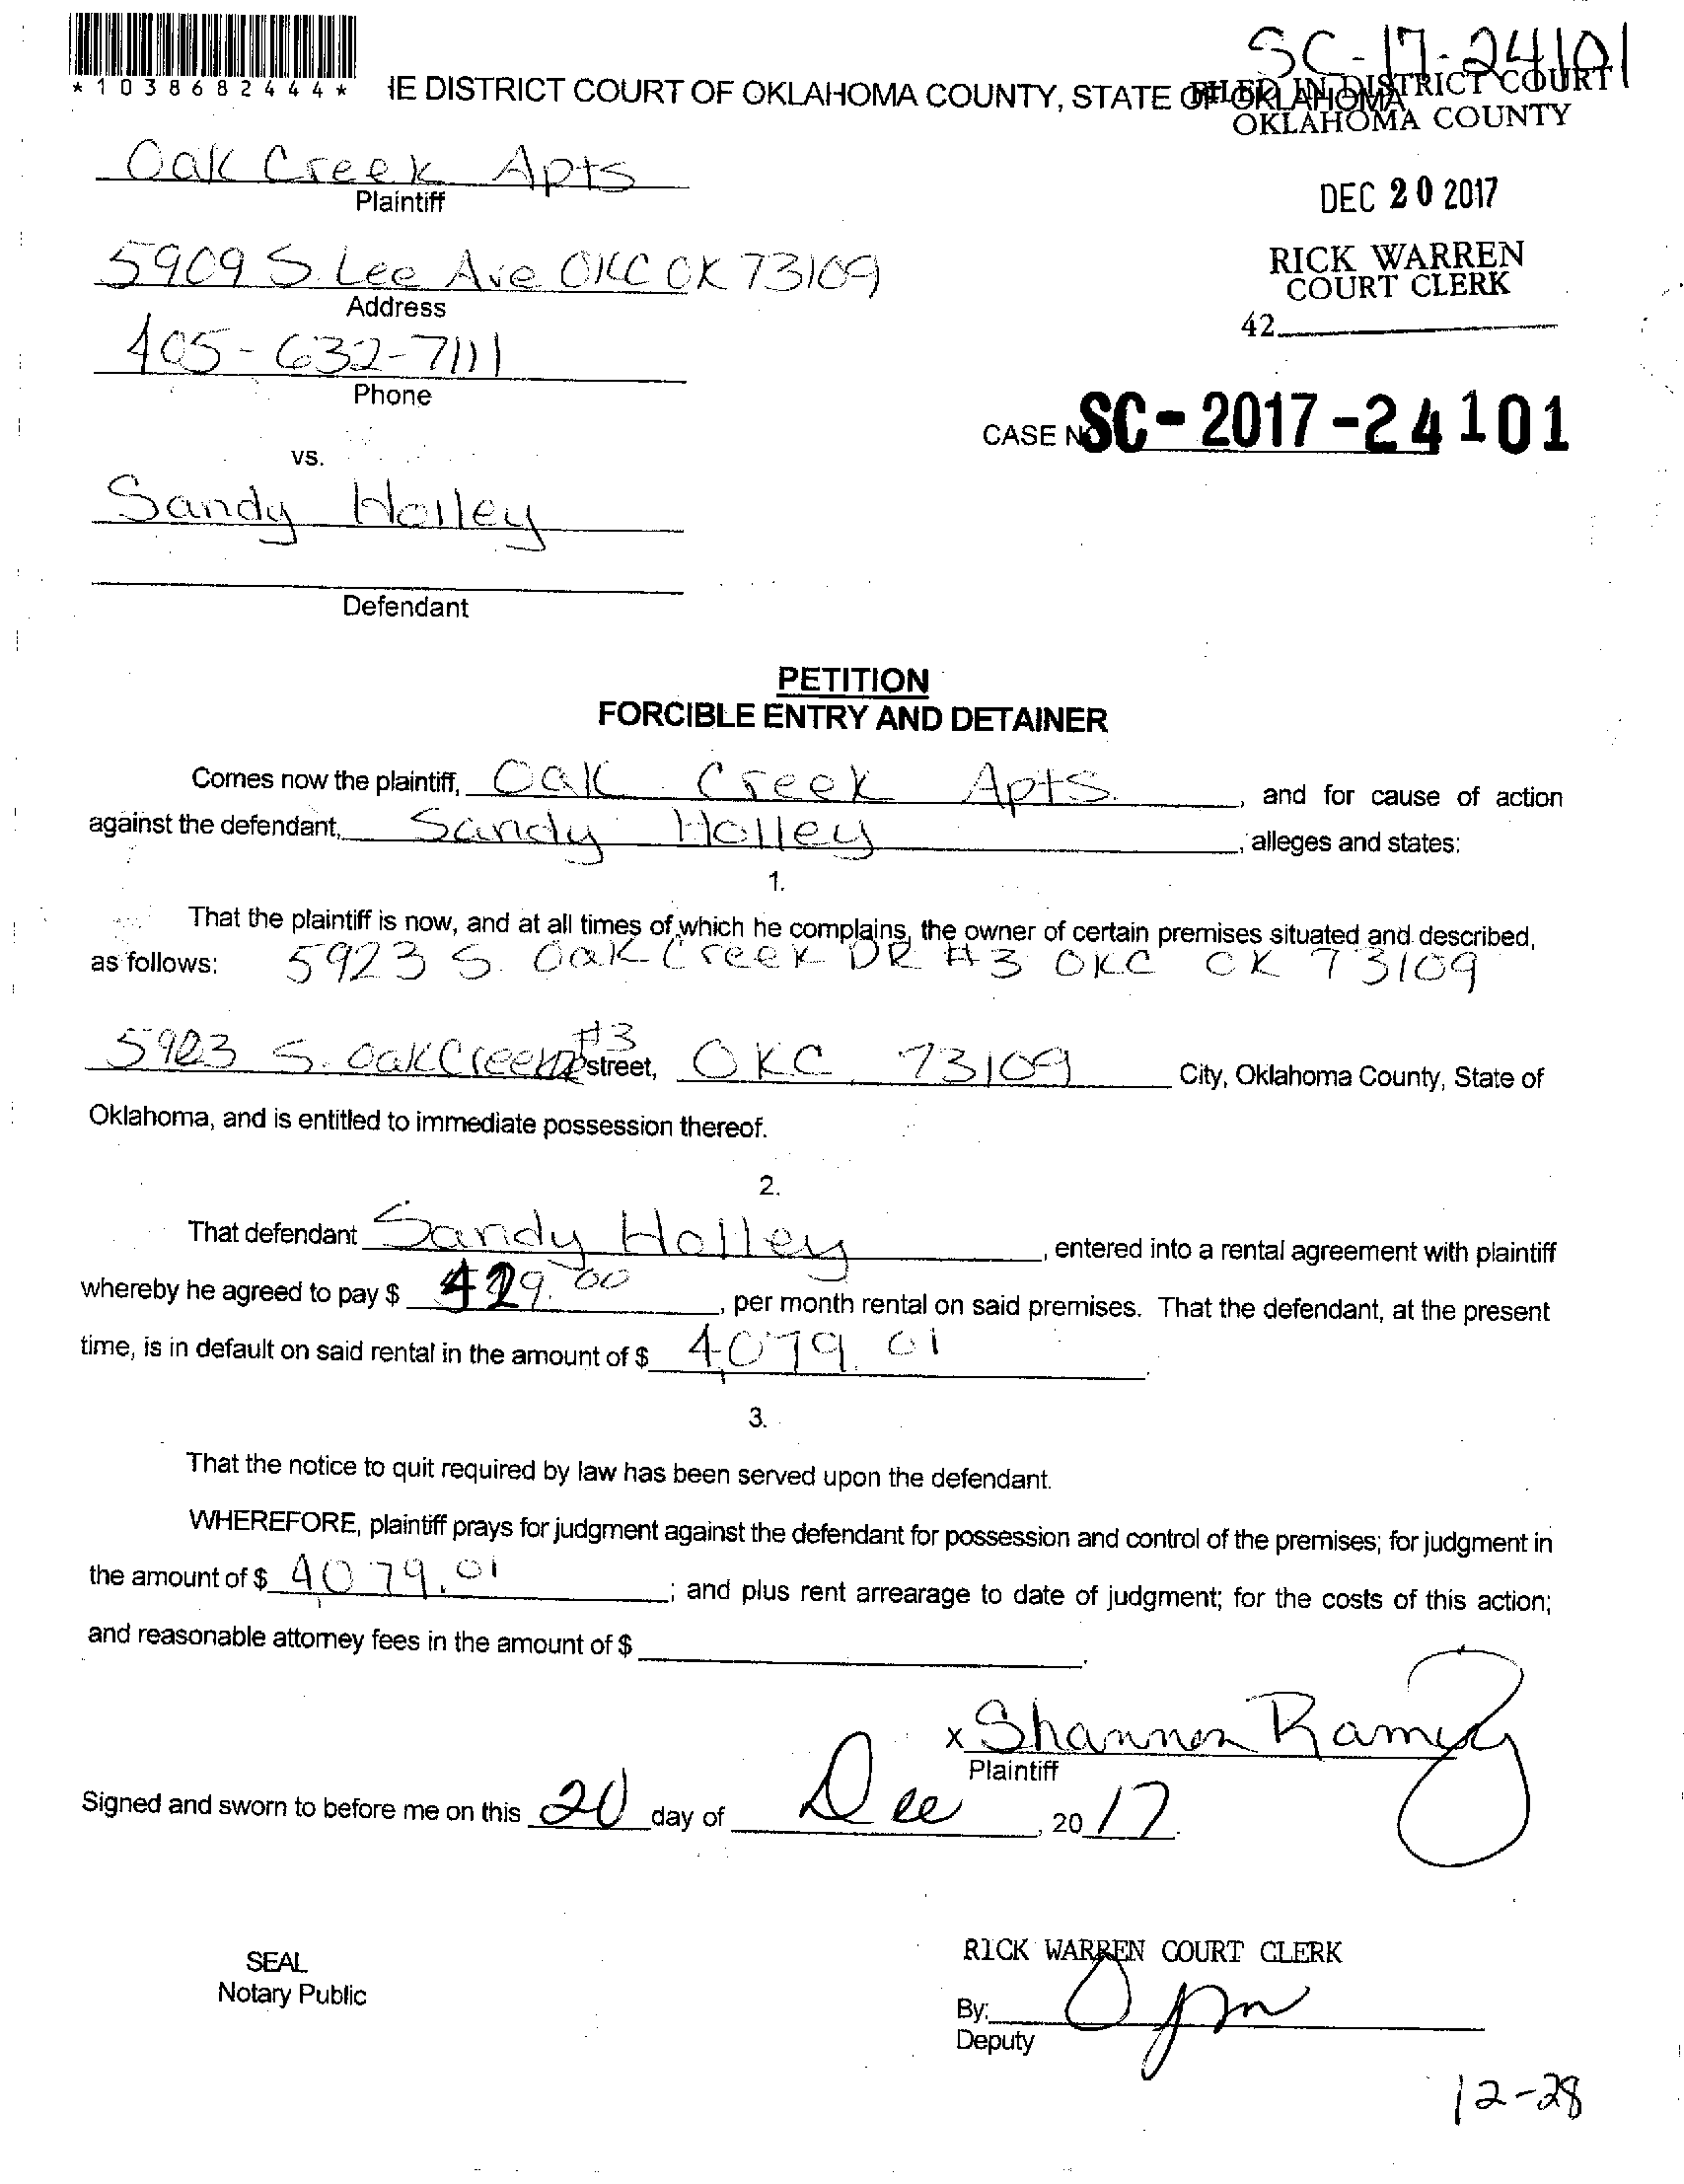 SC-17-24101
*1038682444*
IE DISTRICT COURT OF OKLAHOMA COUNTY, STATE OF OKLAHOMA
FILED IN DISTRICT COURT
OKLAHOMA COUNTY
Oak Creek Apts
Plaintiff
DEC 20 2017
5909 S. Lee Ave OKC OK 73109
Address
RICK WARREN
COURT CLERK
42
405-632-7111
Phone
CASE NO SC-2017-24101
vs.
Sandy Holley
Defendant
PETITION
FORCIBLE ENTRY AND DETAINER
Comes now the plaintiff, Oak Creek Apts. , and for cause of action
against the defendant, Sandy Holley , alleges and states:
1.
That the plaintiff is now, and at all times of which he complains, the owner of certain premises situated and described,
as follows: 5923 S. Oak Creek DR #3 OKC OK 73109
5923 S. Oak Creek #3 street, OKC 73109 City, Oklahoma County, State of
Oklahoma, and is entitled to immediate possession thereof.
2.
That defendant Sandy Holley , entered into a rental agreement with plaintiff
whereby he agreed to pay $ 429.00 , per month rental on said premises. That the defendant, at the present
time, is in default on said rental in the amount of $ 4079.01 .
3.
That the notice to quit required by law has been served upon the defendant.
WHEREFORE, plaintiff prays for judgment against the defendant for possession and control of the premises; for judgment in
the amount of $ 4079.01 ; and plus rent arrearage to date of judgment; for the costs of this action;
and reasonable attorney fees in the amount of $ .
x Shannon Ramey
Plaintiff
Signed and sworn to before me on this 20 day of Dec , 2017.
SEAL
Notary Public
RICK WARREN COURT CLERK
By:
Deputy
12-28